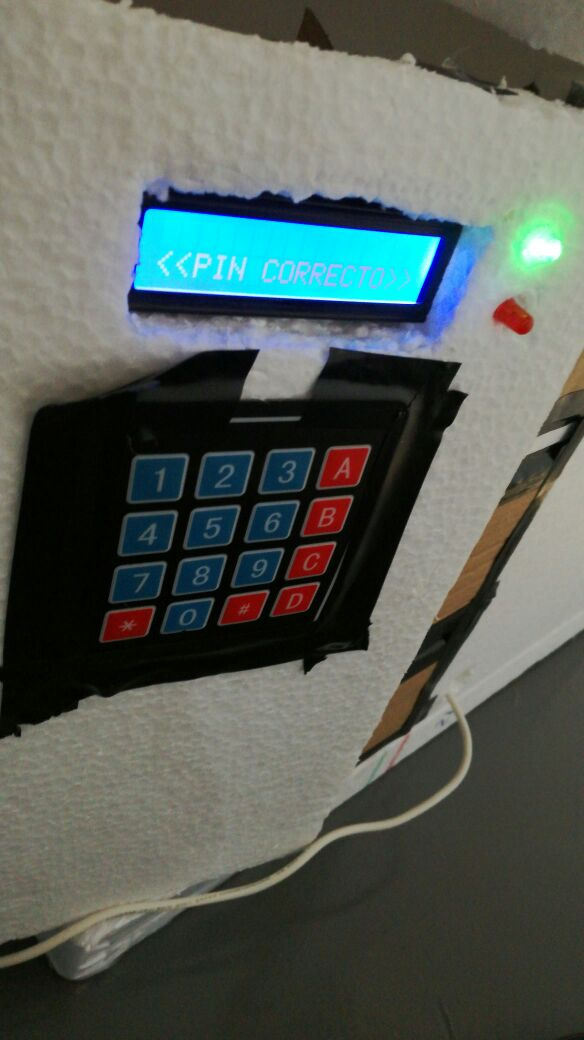 <<PIN CORRECTO>>
1 2 3 A
4 5 6 B
7 8 9 C
* 0 # D